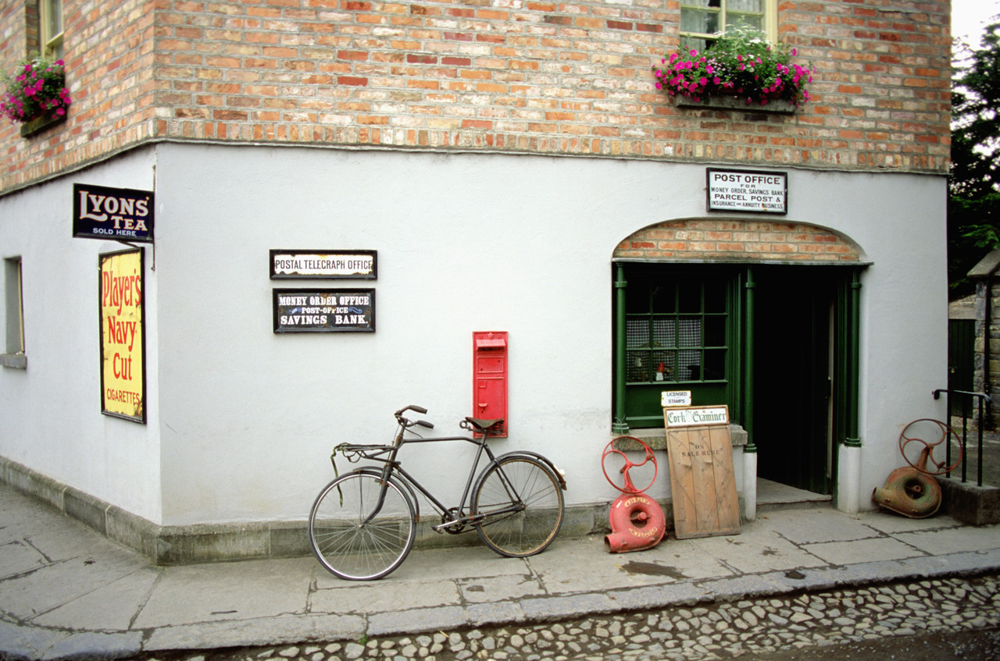 LYONS'
TEA
SOLD HERE
Player's
Navy
Cut
CIGARETTES
POSTAL TELEGRAPH OFFICE
MONEY ORDER OFFICE
POST-OFFICE
SAVINGS BANK.
POST OFFICE
FOR
MONEY ORDER, SAVINGS BANK
PARCEL POST &
INSURANCE AND ANNUITY BUSINESS.
LICENSED
STAMPS
The
Cork Examiner
ON
SALE HERE